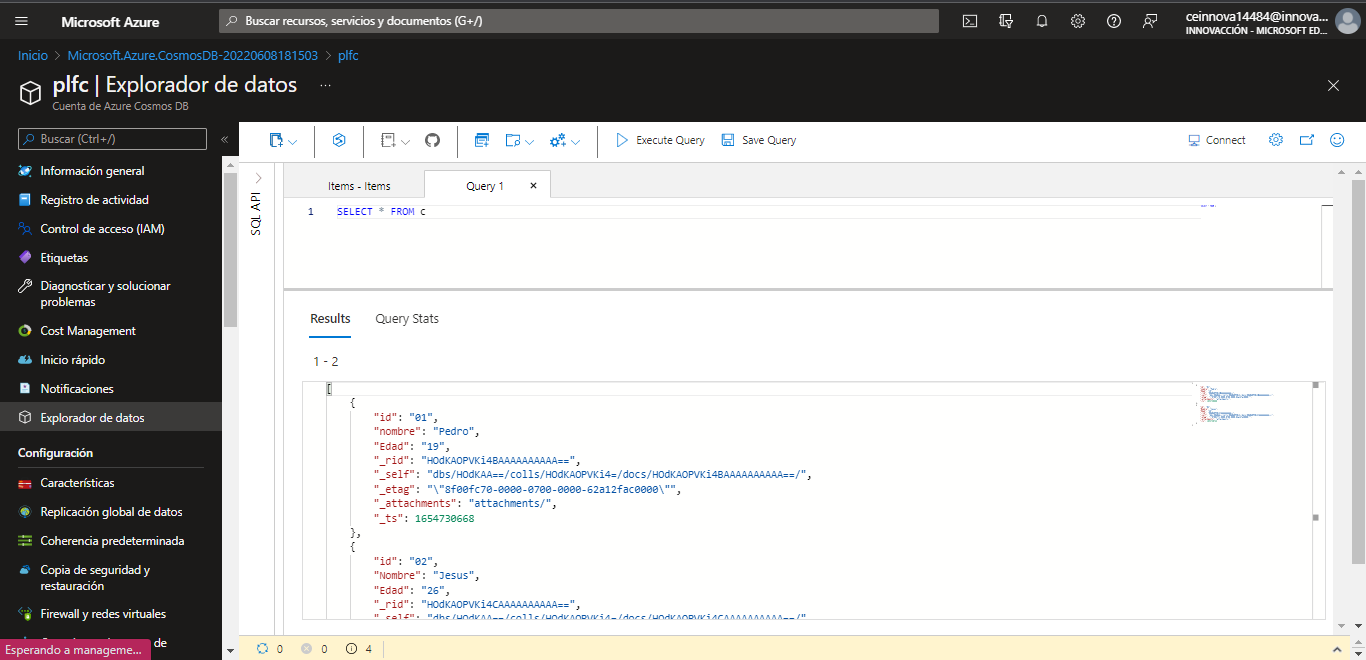 Microsoft Azure
Buscar recursos, servicios y documentos (G+/)
ceinnova14484@innova...
INNOVACCIÓN - MICROSOFT ED...
Inicio > Microsoft.Azure.CosmosDB-20220608181503 > plfc
plfc | Explorador de datos ...
Cuenta de Azure Cosmos DB
Buscar (Ctrl+/)
Información general
Registro de actividad
Control de acceso (IAM)
Etiquetas
Diagnosticar y solucionar
problemas
Cost Management
Inicio rápido
Notificaciones
Explorador de datos
Configuración
Características
Replicación global de datos
Coherencia predeterminada
Copia de seguridad y
restauración
Firewall y redes virtuales
de
Esperando a manageme...
Execute Query
Save Query
Connect
SQL API
Items - Items
Query 1
1 SELECT * FROM c
Results
Query Stats
1 - 2
[
{
"id": "01",
"nombre": "Pedro",
"Edad": "19",
"_rid": "HOdKAOPVKi4BAAAAAAAAAA==",
"_self": "dbs/HOdKAA==/colls/HOdKAOPVKi4=/docs/HOdKAOPVKi4BAAAAAAAAAA==/",
"_etag": "\"8f00fc70-0000-0700-0000-62a12fac0000\"",
"_attachments": "attachments/",
"_ts": 1654730668
},
{
"id": "02",
"Nombre": "Jesus",
"Edad": "26",
"_rid": "HOdKAOPVKi4CAAAAAAAAAA==",
"_self": "dbs/HOdKAA==/colls/HOdKAOPVKi4=/docs/HOdKAOPVKi4CAAAAAAAAAA==/"
0 0 4